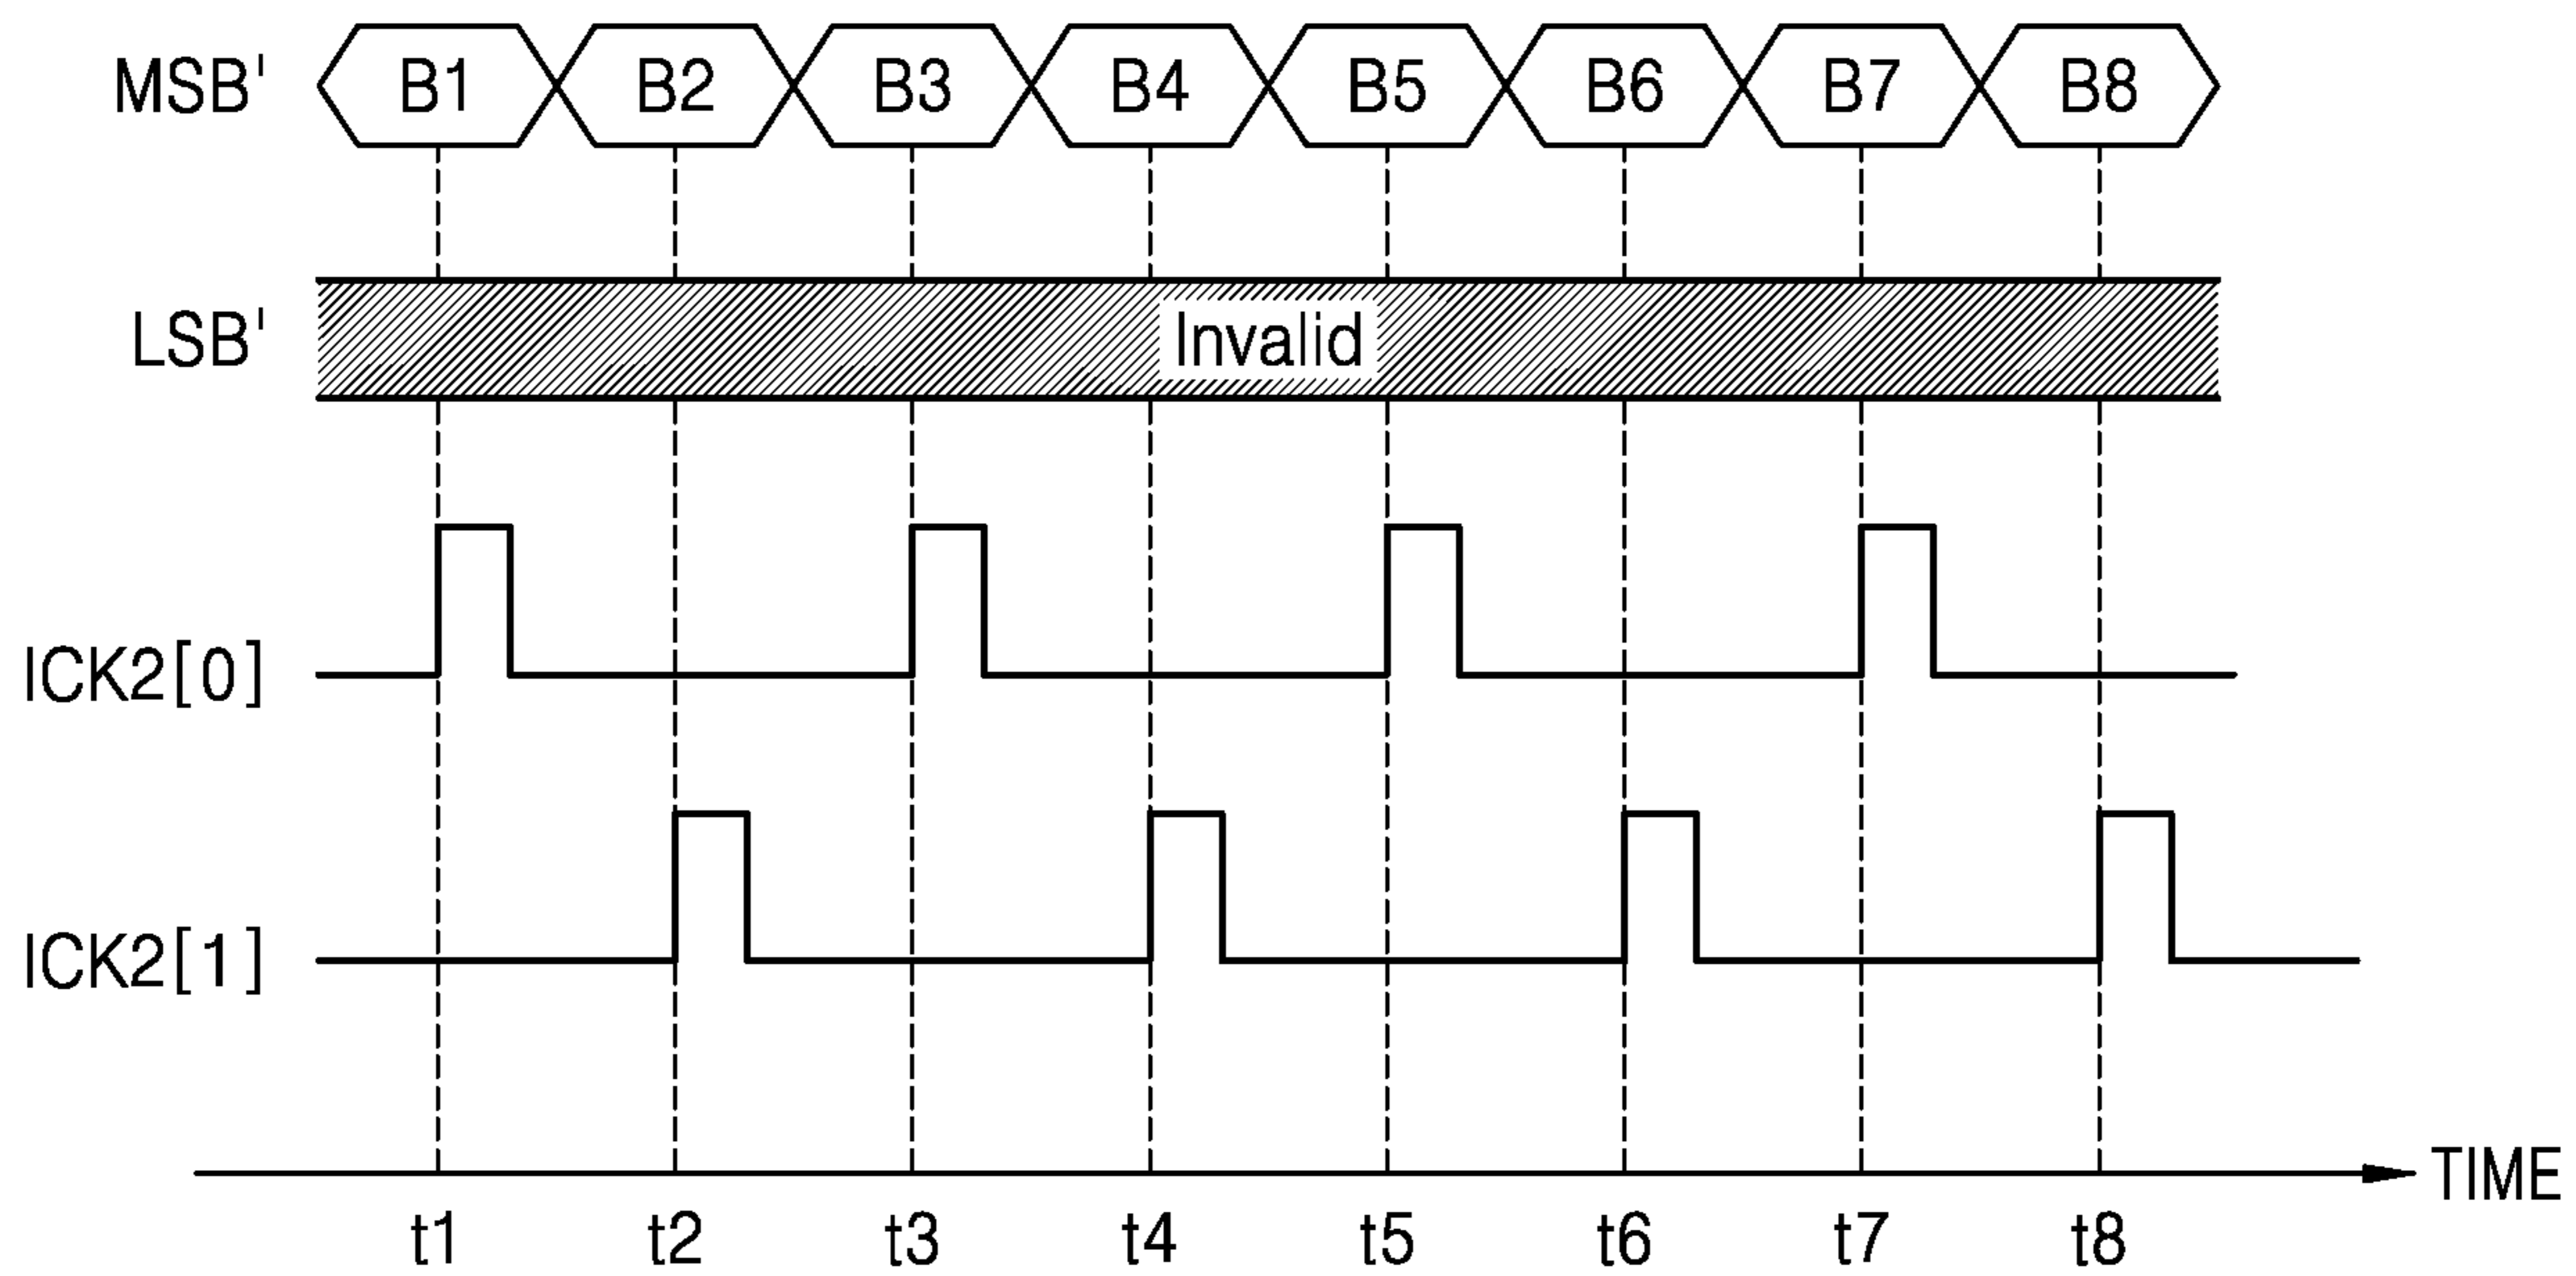 MSB' B1 B2 B3 B4 B5 B6 B7 B8
LSB' Invalid
ICK2[0]
ICK2[1]
TIME
t1 t2 t3 t4 t5 t6 t7 t8